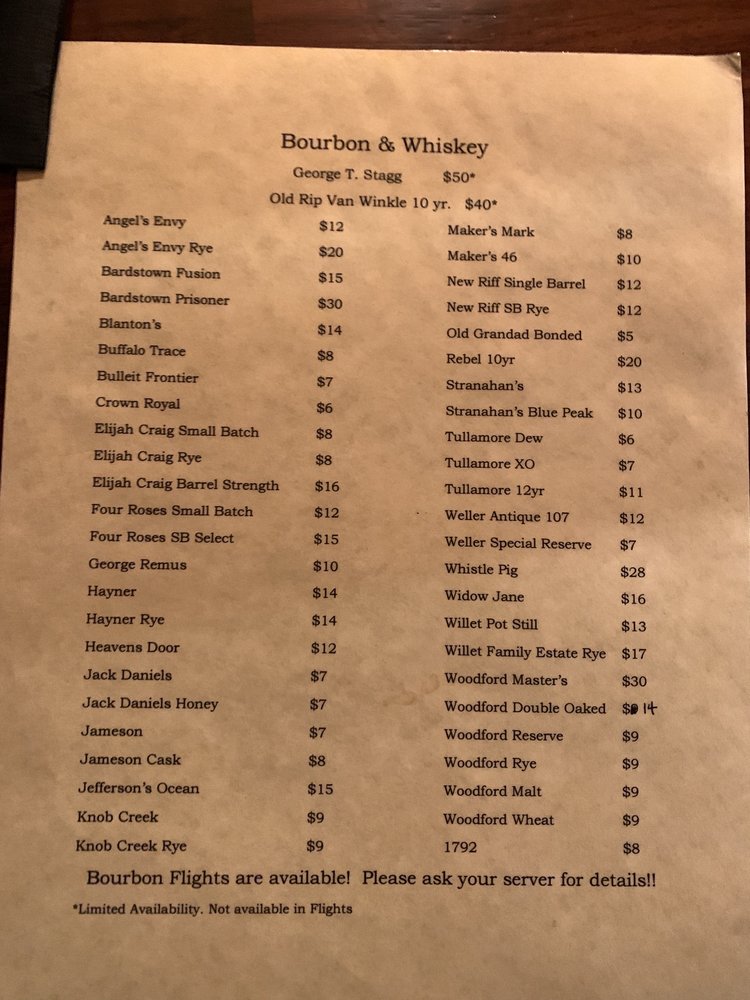 Bourbon & Whiskey
George T. Stagg $50*
Old Rip Van Winkle 10 yr. $40*
Angel's Envy $12
Angel's Envy Rye $20
Bardstown Fusion $15
Bardstown Prisoner $30
Blanton's $14
Buffalo Trace $8
Bulleit Frontier $7
Crown Royal $6
Elijah Craig Small Batch $8
Elijah Craig Rye $8
Elijah Craig Barrel Strength $16
Four Roses Small Batch $12
Four Roses SB Select $15
George Remus $10
Hayner $14
Hayner Rye $14
Heavens Door $12
Jack Daniels $7
Jack Daniels Honey $7
Jameson $7
Jameson Cask $8
Jefferson's Ocean $15
Knob Creek $9
Knob Creek Rye $9
Maker's Mark $8
Maker's 46 $10
New Riff Single Barrel $12
New Riff SB Rye $12
Old Grandad Bonded $5
Rebel 10yr $20
Stranahan's $13
Stranahan's Blue Peak $10
Tullamore Dew $6
Tullamore XO $7
Tullamore 12yr $11
Weller Antique 107 $12
Weller Special Reserve $7
Whistle Pig $28
Widow Jane $16
Willet Pot Still $13
Willet Family Estate Rye $17
Woodford Master's $30
Woodford Double Oaked $ 14
Woodford Reserve $9
Woodford Rye $9
Woodford Malt $9
Woodford Wheat $9
1792 $8
Bourbon Flights are available! Please ask your server for details!!
*Limited Availability. Not available in Flights